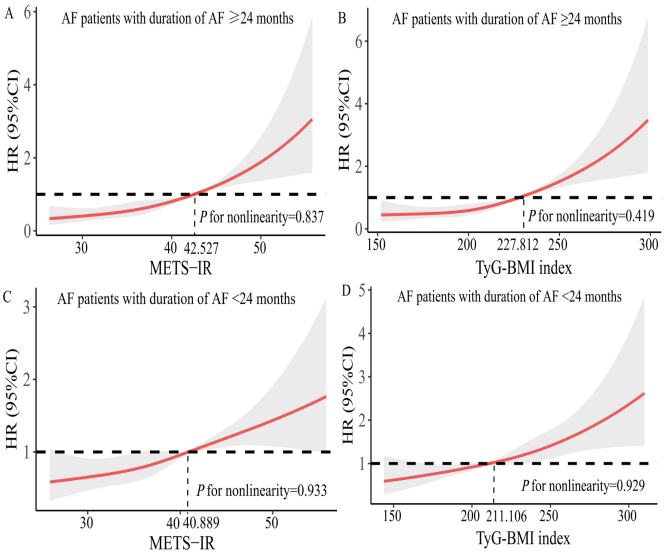 A
AF patients with duration of AF ⩾24 months
HR (95%CI)
6
4
2
0
P for nonlinearity=0.837
30
40
42.527
50
METS−IR
B
AF patients with duration of AF ≥24 months
HR (95%CI)
6
4
2
0
P for nonlinearity=0.419
150
200
227.812
250
300
TyG-BMI index
C
AF patients with duration of AF <24 months
HR (95%CI)
3
2
1
P for nonlinearity=0.933
30
40
40.889
50
METS−IR
D
AF patients with duration of AF <24 months
HR (95%CI)
5
4
3
2
1
0
P for nonlinearity=0.929
150
200
211.106
250
300
TyG-BMI index